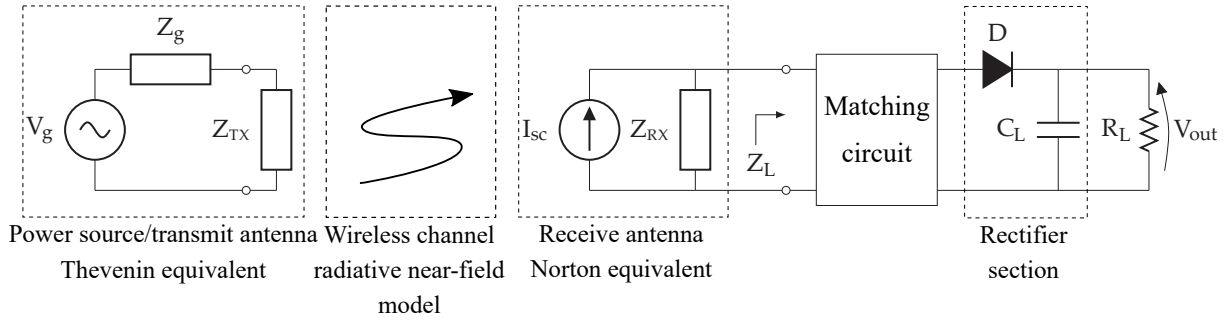 Z_g
V_g
Z_TX
I_sc
Z_RX
Z_L
Matching
circuit
D
C_L
R_L
V_out
Power source/transmit antenna
Thevenin equivalent
Wireless channel
radiative near-field
model
Receive antenna
Norton equivalent
Rectifier
section